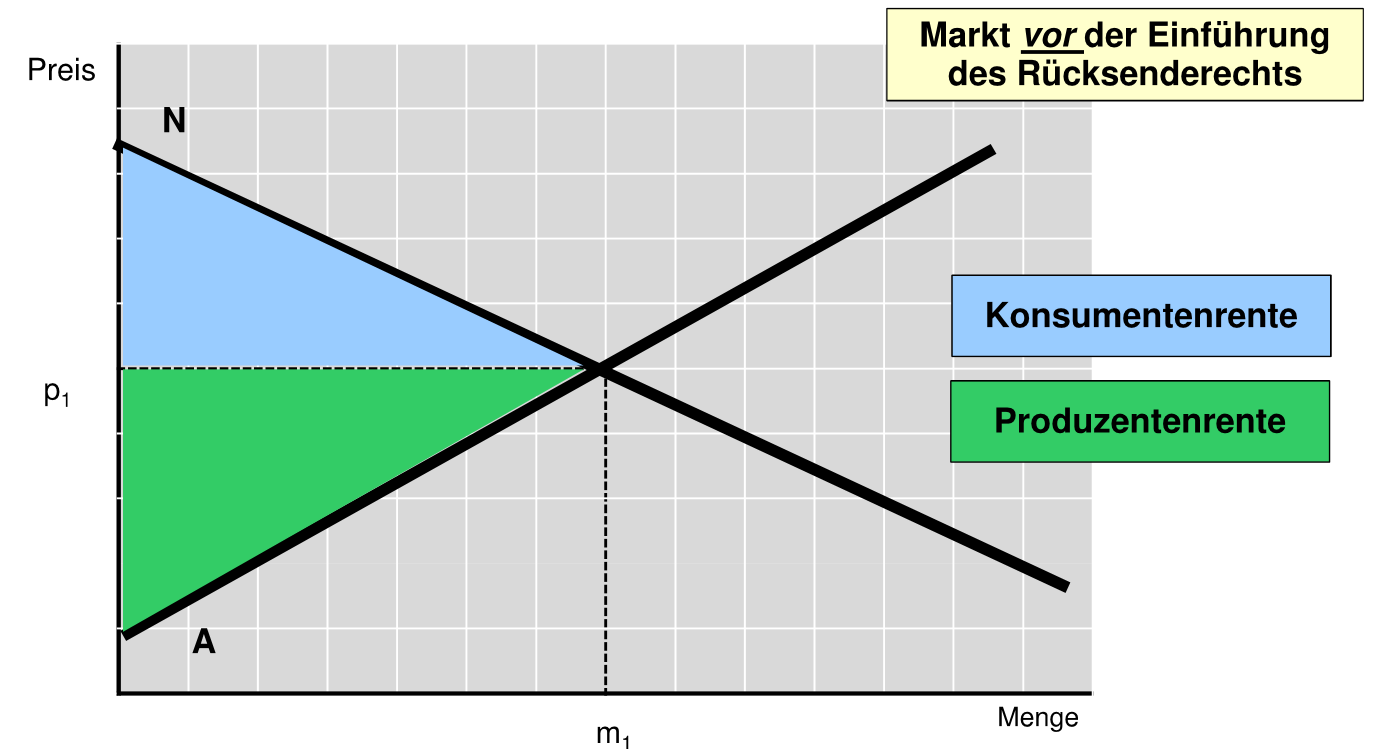 Markt vor der Einführung
des Rücksenderechts
Preis
N
Konsumentenrente
p₁
Produzentenrente
A
Menge
m₁